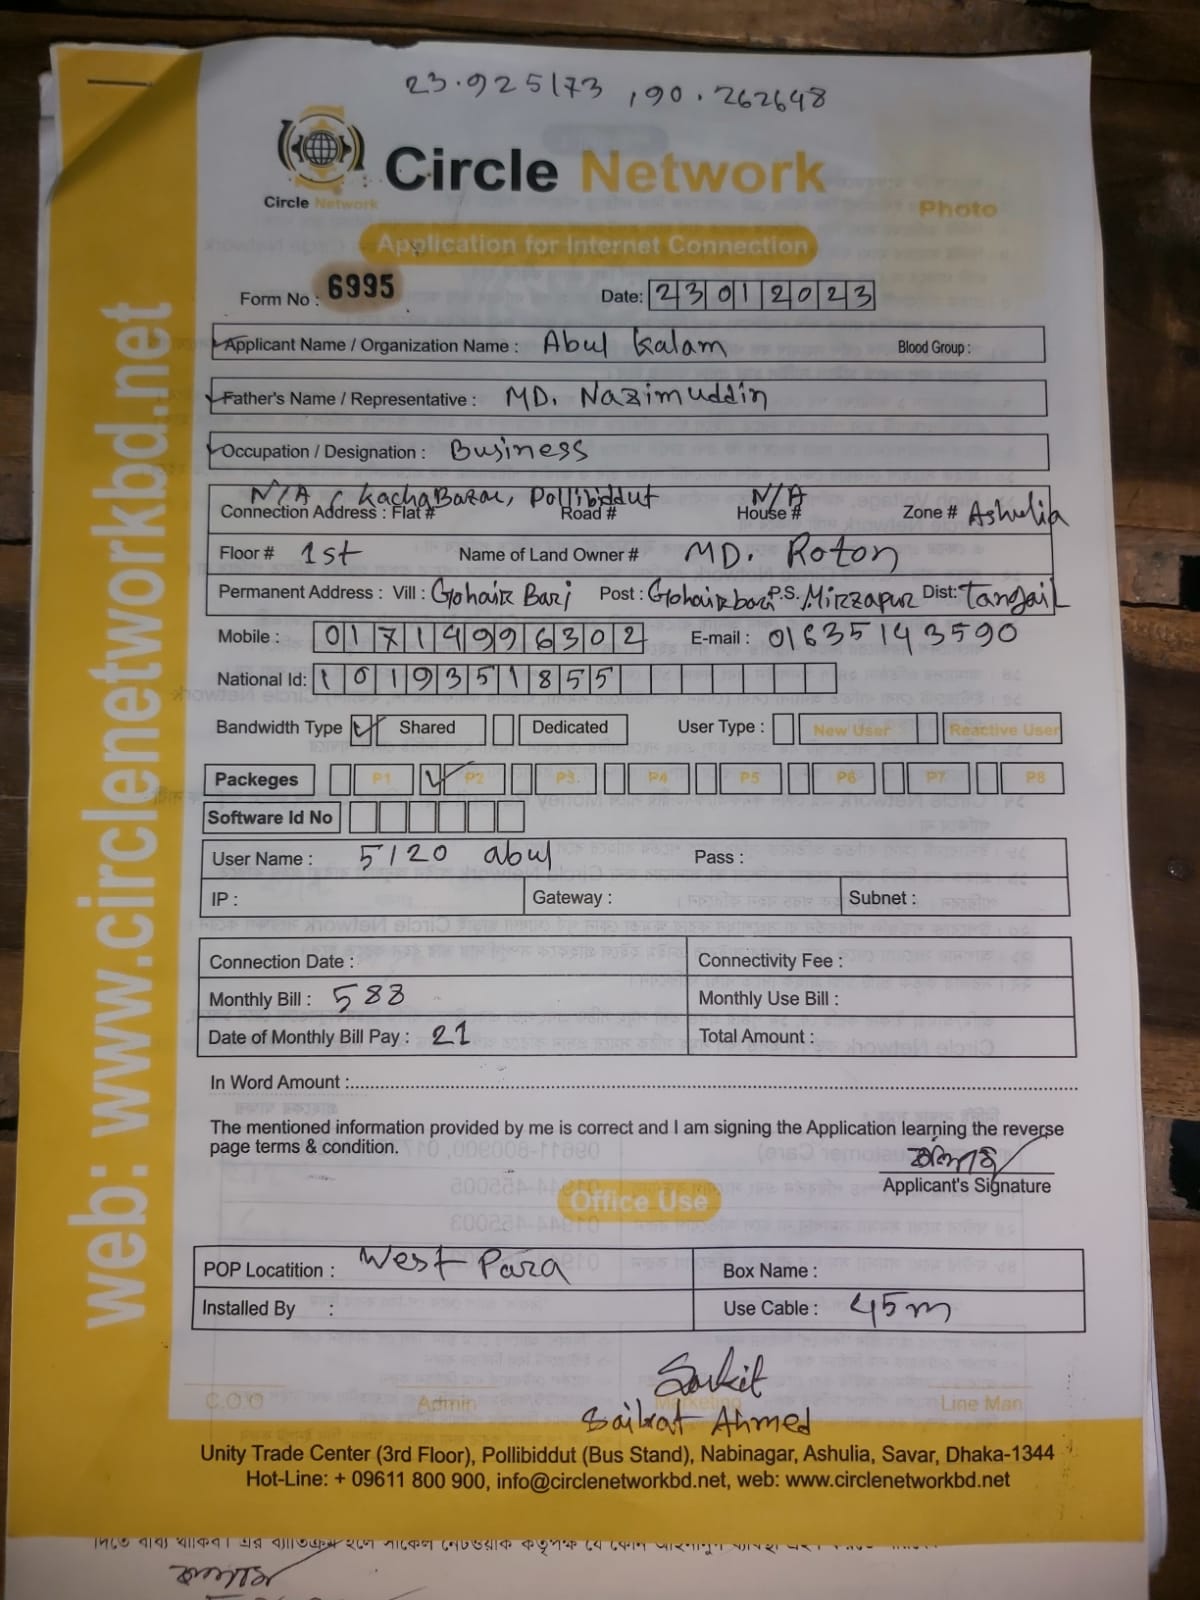 23.925173 ,90.262648
Circle Network
Circle Network
Photo
Application for Internet Connection
Form No : 6995 Date: 23012023
Applicant Name / Organization Name : Abul Kalam Blood Group :
Father's Name / Representative : MD. Nazimuddin
Occupation / Designation : Business
N/A, KachaBazar, Pollibiddut N/A
Connection Address : Flat # Road # House # Zone # Ashulia
Floor # 1st Name of Land Owner # MD. Roton
Permanent Address : Vill : Gohair Bari Post : Gohairbari P.S. Mirzapur Dist: Tangail
Mobile : 01714996302 E-mail : 01635143590
National Id: 1019351855
Bandwidth Type Shared Dedicated User Type : New User Reactive User
Packeges P1 P2 P3. P4 P5 P6 P7 P8
Software Id No
User Name : 5120 abul Pass :
IP : Gateway : Subnet :
Connection Date : Connectivity Fee :
Monthly Bill : 588 Monthly Use Bill :
Date of Monthly Bill Pay : 21 Total Amount :
In Word Amount :
The mentioned information provided by me is correct and I am signing the Application learning the reverse
page terms & condition.
Applicant's Signature
Office Use
POP Locatition : West Para Box Name :
Installed By : Use Cable : 45m
C.O.O Admin Marketing Line Man
Saikat Ahmed
Unity Trade Center (3rd Floor), Pollibiddut (Bus Stand), Nabinagar, Ashulia, Savar, Dhaka-1344
Hot-Line: + 09611 800 900, info@circlenetworkbd.net, web: www.circlenetworkbd.net
web: www.circlenetworkbd.net